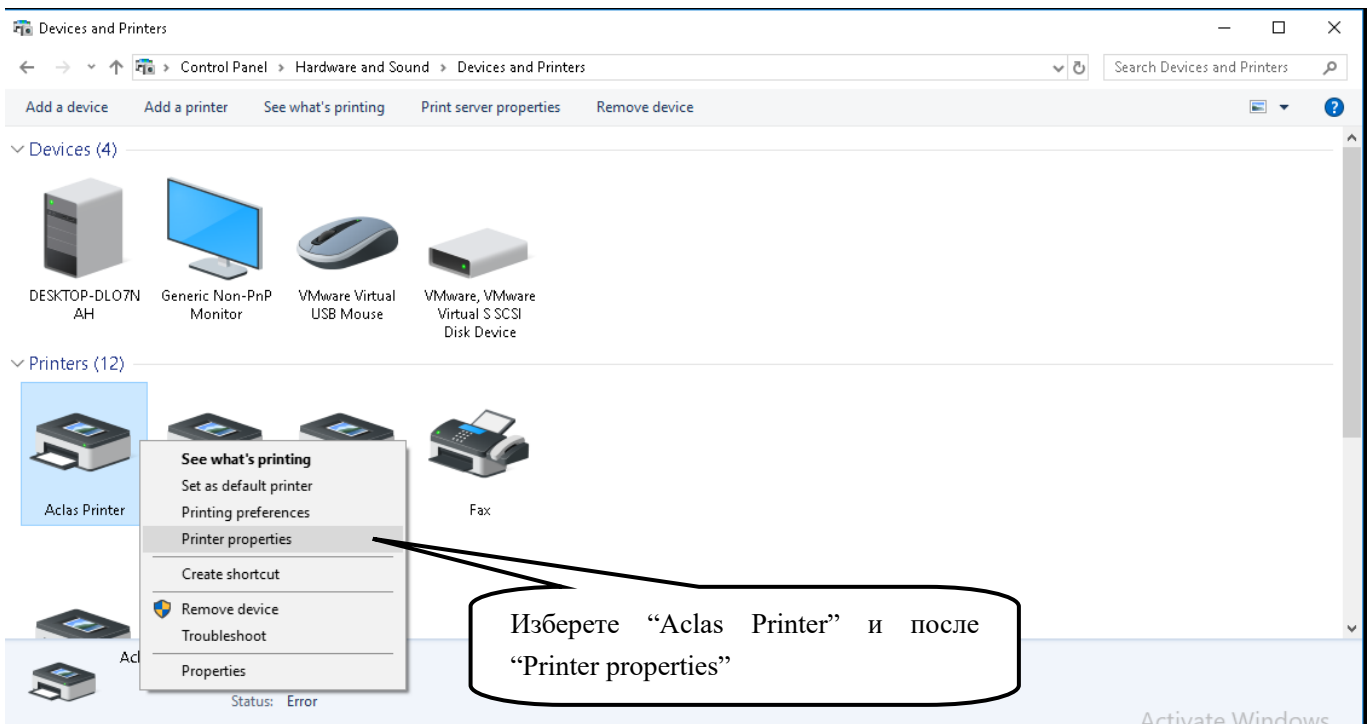 Devices and Printers
Control Panel > Hardware and Sound > Devices and Printers
Search Devices and Printers
Add a device Add a printer See what's printing Print server properties Remove device
Devices (4)
DESKTOP-DLO7N
AH
Generic Non-PnP
Monitor
VMware Virtual
USB Mouse
VMware, VMware
Virtual S SCSI
Disk Device
Printers (12)
Aclas Printer
Fax
See what's printing
Set as default printer
Printing preferences
Printer properties
Create shortcut
Remove device
Troubleshoot
Properties
Изберете “Aclas Printer” и после
“Printer properties”
Status: Error
Activate Windows